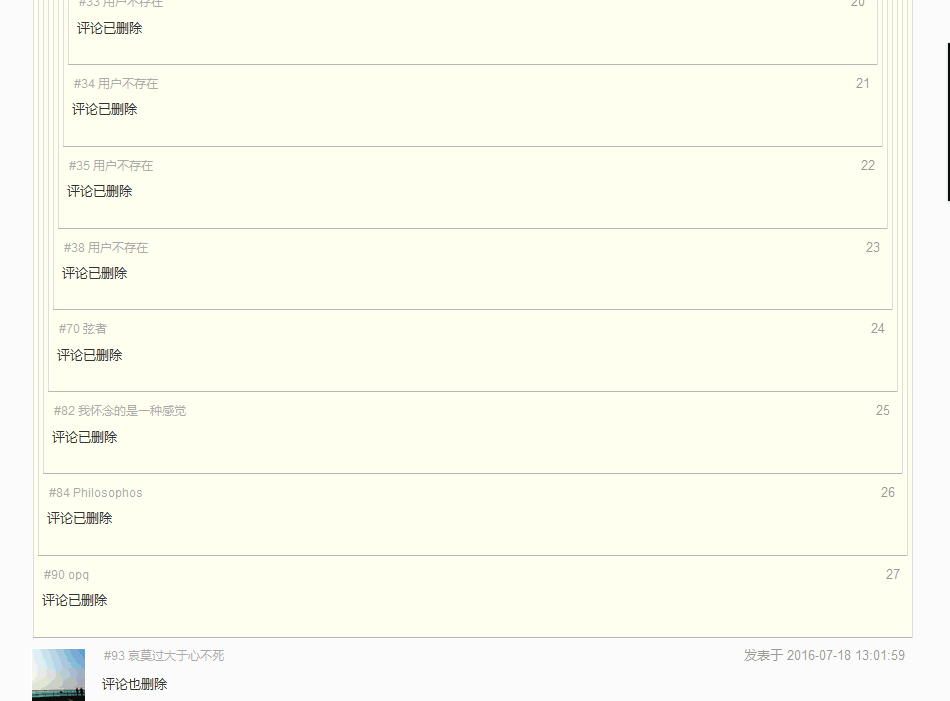 #33 用户不存在 20
评论已删除
#34 用户不存在 21
评论已删除
#35 用户不存在 22
评论已删除
#38 用户不存在 23
评论已删除
#70 弦者 24
评论已删除
#82 我怀念的是一种感觉 25
评论已删除
#84 Philosophos 26
评论已删除
#90 opq 27
评论已删除
#93 哀莫过大于心不死 发表于 2016-07-18 13:01:59
评论也删除